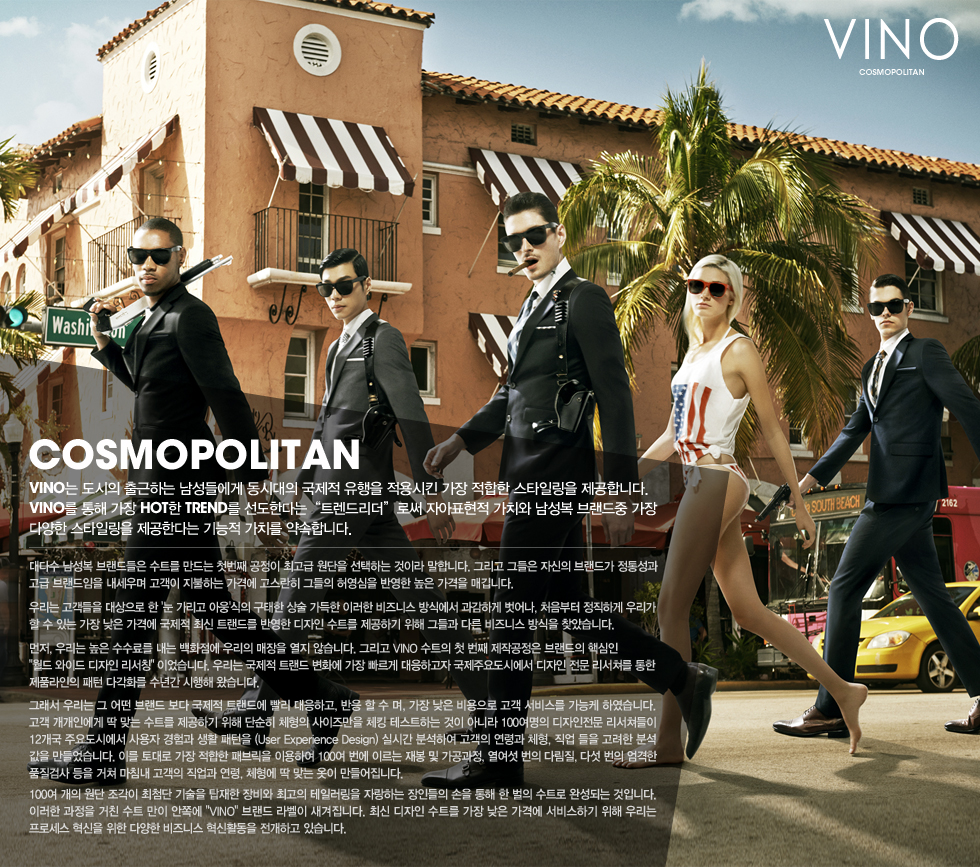 VINO
COSMOPOLITAN
Washington
SOUTH BEACH
2162
COSMOPOLITAN
VINO는 도시의 출근하는 남성들에게 동시대의 국제적 유행을 적용시킨 가장 적합한 스타일링을 제공합니다.
VINO를 통해 가장 HOT한 TREND를 선도한다는 “트렌드리더” 로써 자아표현적 가치와 남성복 브랜드중 가장
다양한 스타일링을 제공한다는 기능적 가치를 약속합니다.
대다수 남성복 브랜드들은 수트를 만드는 첫번째 공정이 최고급 원단을 선택하는 것이라 말합니다. 그리고 그들은 자신의 브랜드가 정통성과
고급 브랜드임을 내세우며 고객이 지불하는 가격에 고스란히 그들의 허영심을 반영한 높은 가격을 매깁니다.
우리는 고객들을 대상으로 한 '눈 가리고 아웅'식의 구태한 상술 가득한 이러한 비즈니스 방식에서 과감하게 벗어나, 처음부터 정직하게 우리가
할 수 있는 가장 낮은 가격에 국제적 최신 트랜드를 반영한 디자인 수트를 제공하기 위해 그들과 다른 비즈니스 방식을 찾았습니다.
먼저, 우리는 높은 수수료를 내는 백화점에 우리의 매장을 열지 않습니다. 그리고 VINO 수트의 첫 번째 제작공정은 브랜드의 핵심인
"월드 와이드 디자인 리서칭" 이었습니다. 우리는 국제적 트랜드 변화에 가장 빠르게 대응하고자 국제주요도시에서 디자인 전문 리서쳐를 통한
제품라인의 패턴 다각화를 수년간 시행해 왔습니다.
그래서 우리는 그 어떤 브랜드 보다 국제적 트랜드에 빨리 대응하고, 반응 할 수 며, 가장 낮은 비용으로 고객 서비스를 가능케 하였습니다.
고객 개개인에게 딱 맞는 수트를 제공하기 위해 단순히 체형의 사이즈만을 체킹 테스트하는 것이 아니라 100여명의 디자인전문 리서쳐들이
12개국 주요도시에서 사용자 경험과 생활 패탄을 (User Experience Design) 실시간 분석하여 고객의 연령과 체형, 직업 들을 고려한 분석
값을 만들었습니다. 이를 토대로 가장 적합한 패브릭을 이용하여 100여 번에 이르는 재봉 및 가공과정, 열여섯 번의 다림질, 다섯 번의 엄격한
품질검사 등을 거쳐 마침내 고객의 직업과 연령, 체형에 딱 맞는 옷이 만들어집니다.
100여 개의 원단 조각이 최첨단 기술을 탑재한 장비와 최고의 테일러링을 자랑하는 장인들의 손을 통해 한 벌의 수트로 완성되는 것입니다.
이러한 과정을 거친 수트 만이 안쪽에 "VINO" 브랜드 라벨이 새겨집니다. 최신 디자인 수트를 가장 낮은 가격에 서비스하기 위해 우리는
프로세스 혁신을 위한 다양한 비즈니스 혁신활동을 전개하고 있습니다.